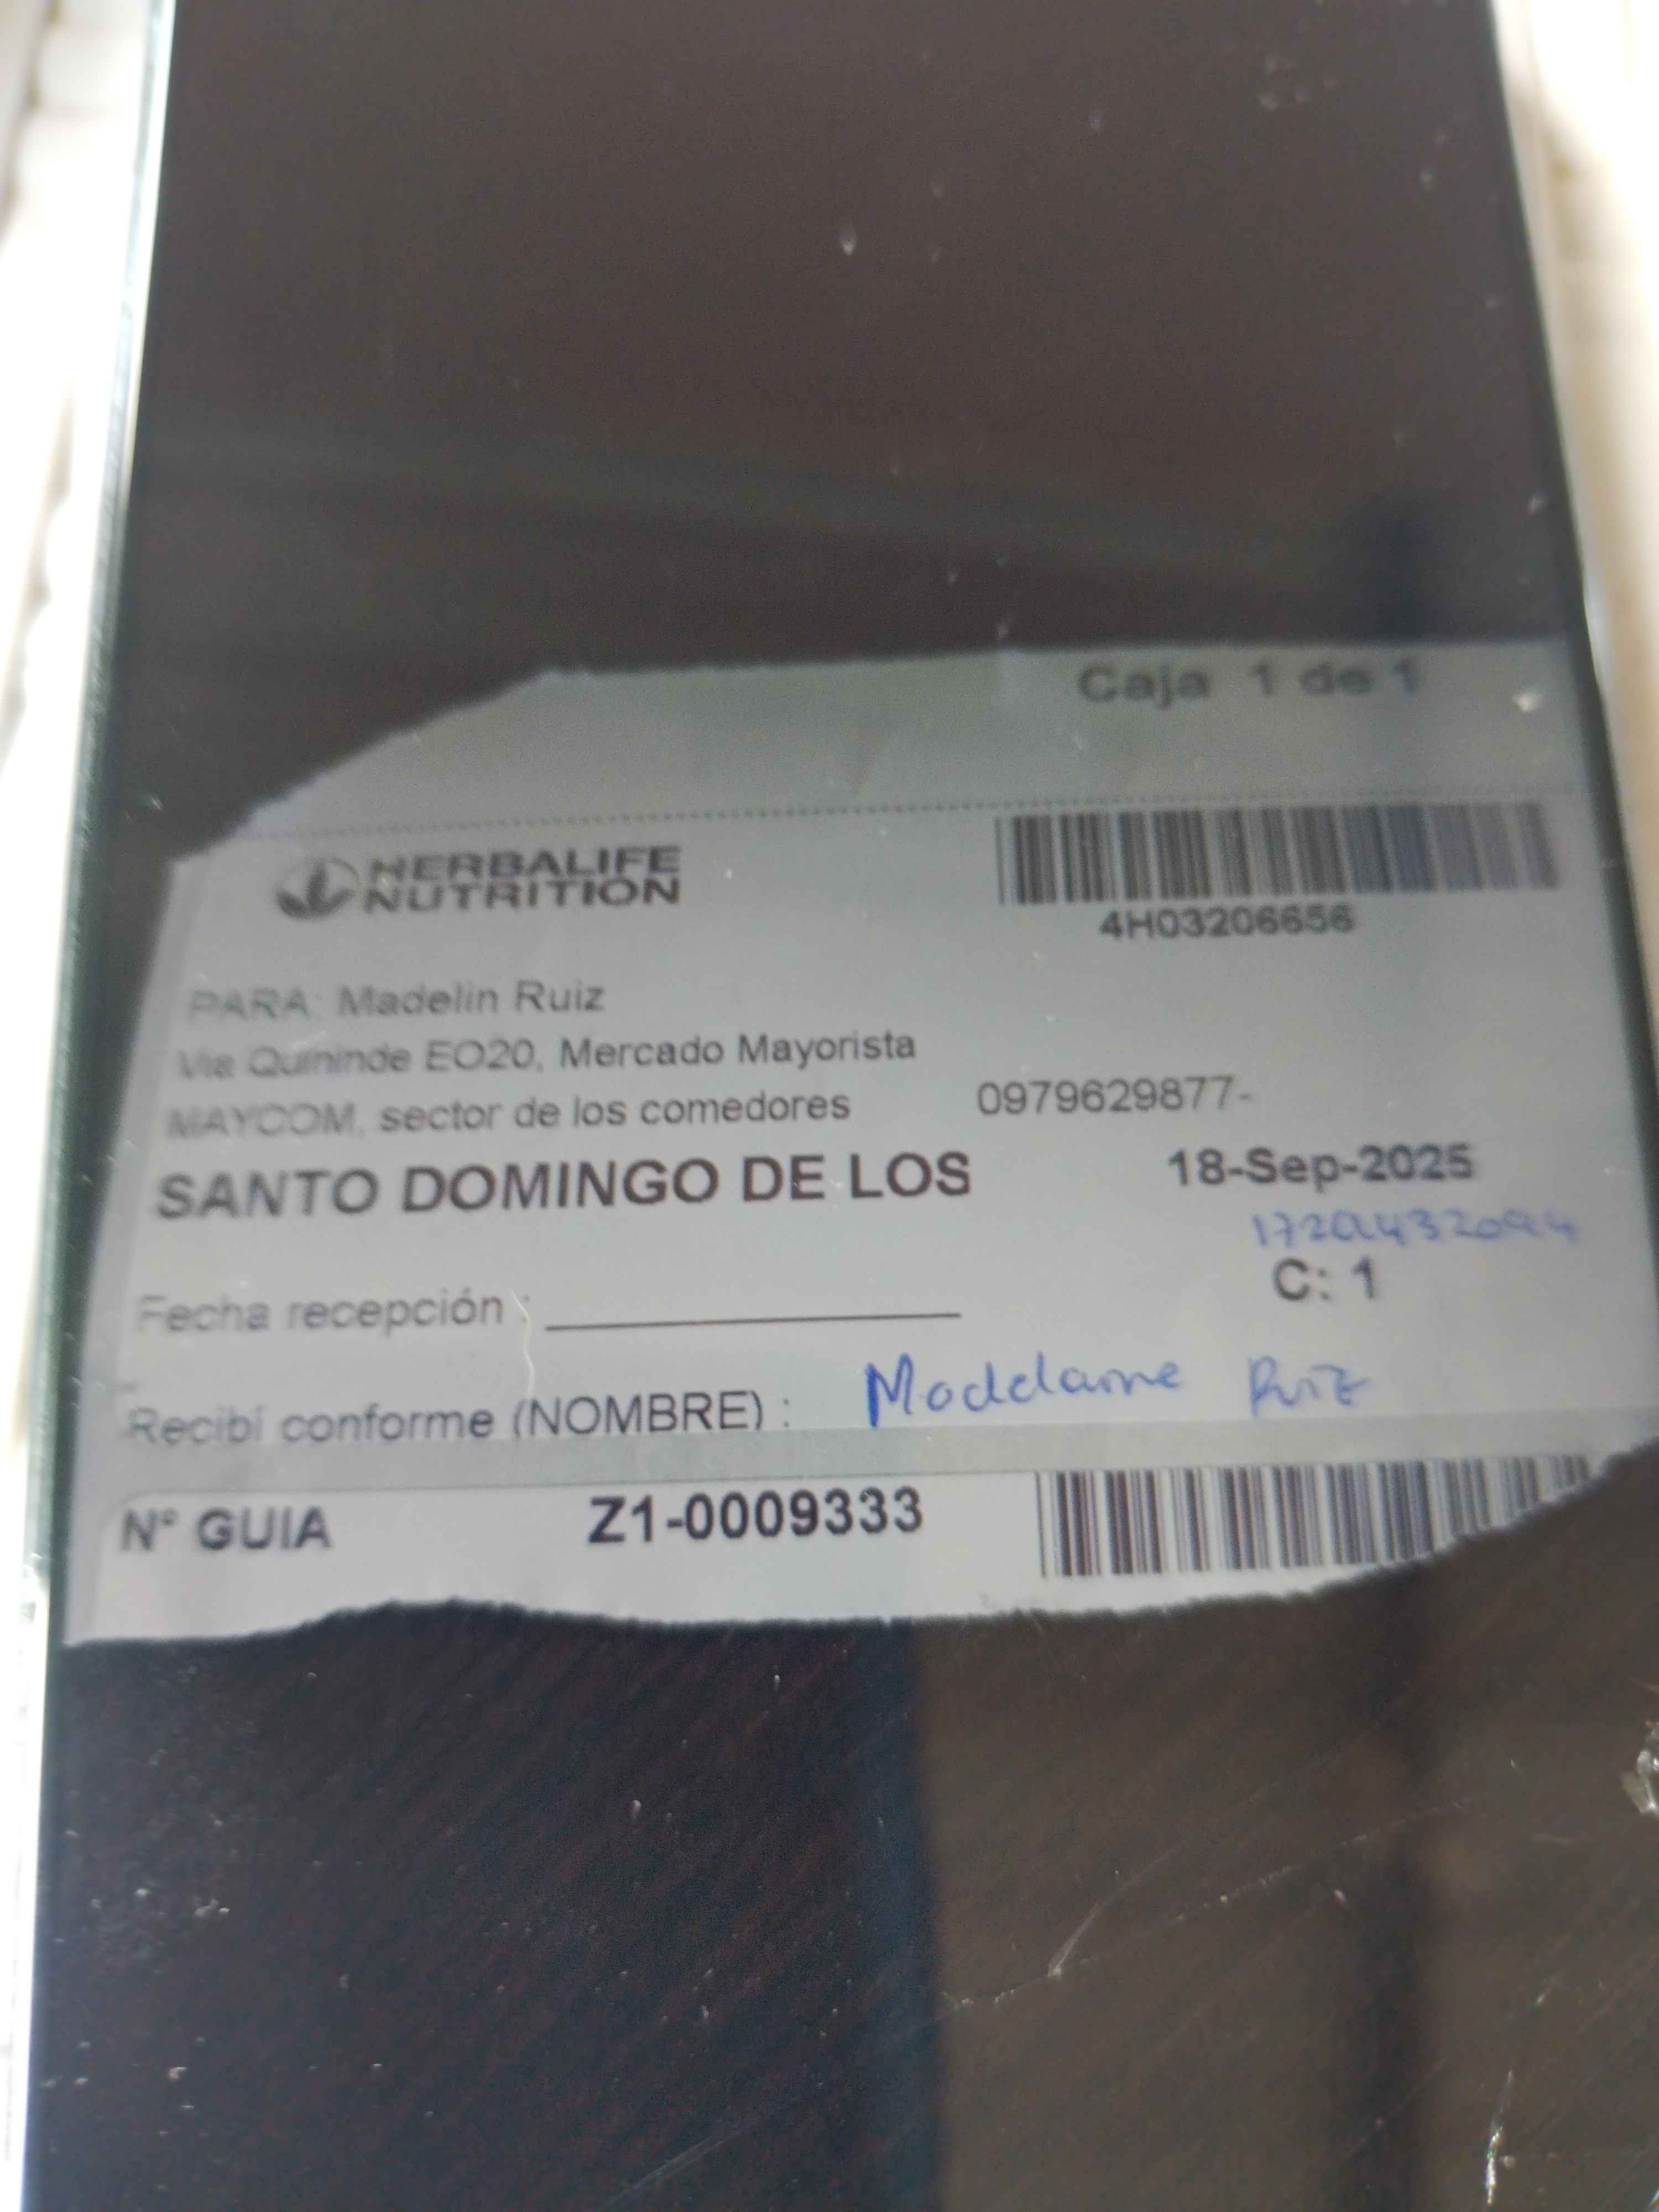 Caja 1 de 1
HERBALIFE
NUTRITION
4H03206656
PARA: Madelin Ruiz
Via Quininde EO20, Mercado Mayorista
MAYCOM, sector de los comedores 0979629877-
SANTO DOMINGO DE LOS 18-Sep-2025
C: 1
Fecha recepción :
Recibí conforme (NOMBRE) : Ruiz
N° GUIA Z1-0009333